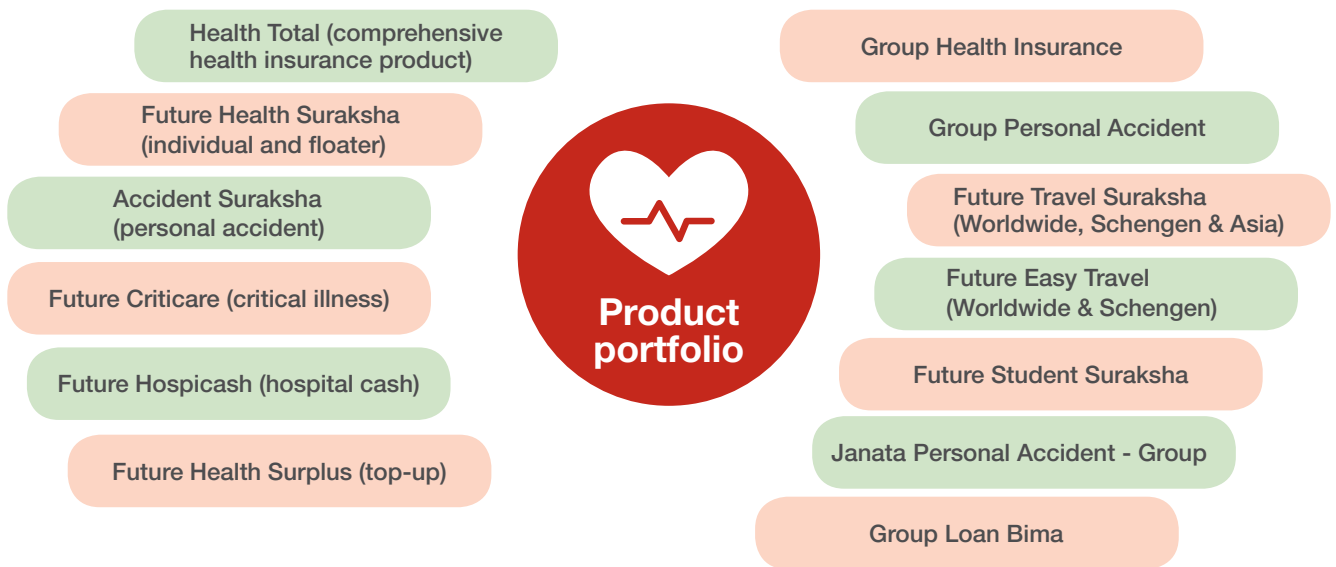 Health Total (comprehensive
health insurance product)
Future Health Suraksha
(individual and floater)
Accident Suraksha
(personal accident)
Future Criticare (critical illness)
Future Hospicash (hospital cash)
Future Health Surplus (top-up)
Product
portfolio
Group Health Insurance
Group Personal Accident
Future Travel Suraksha
(Worldwide, Schengen & Asia)
Future Easy Travel
(Worldwide & Schengen)
Future Student Suraksha
Janata Personal Accident - Group
Group Loan Bima